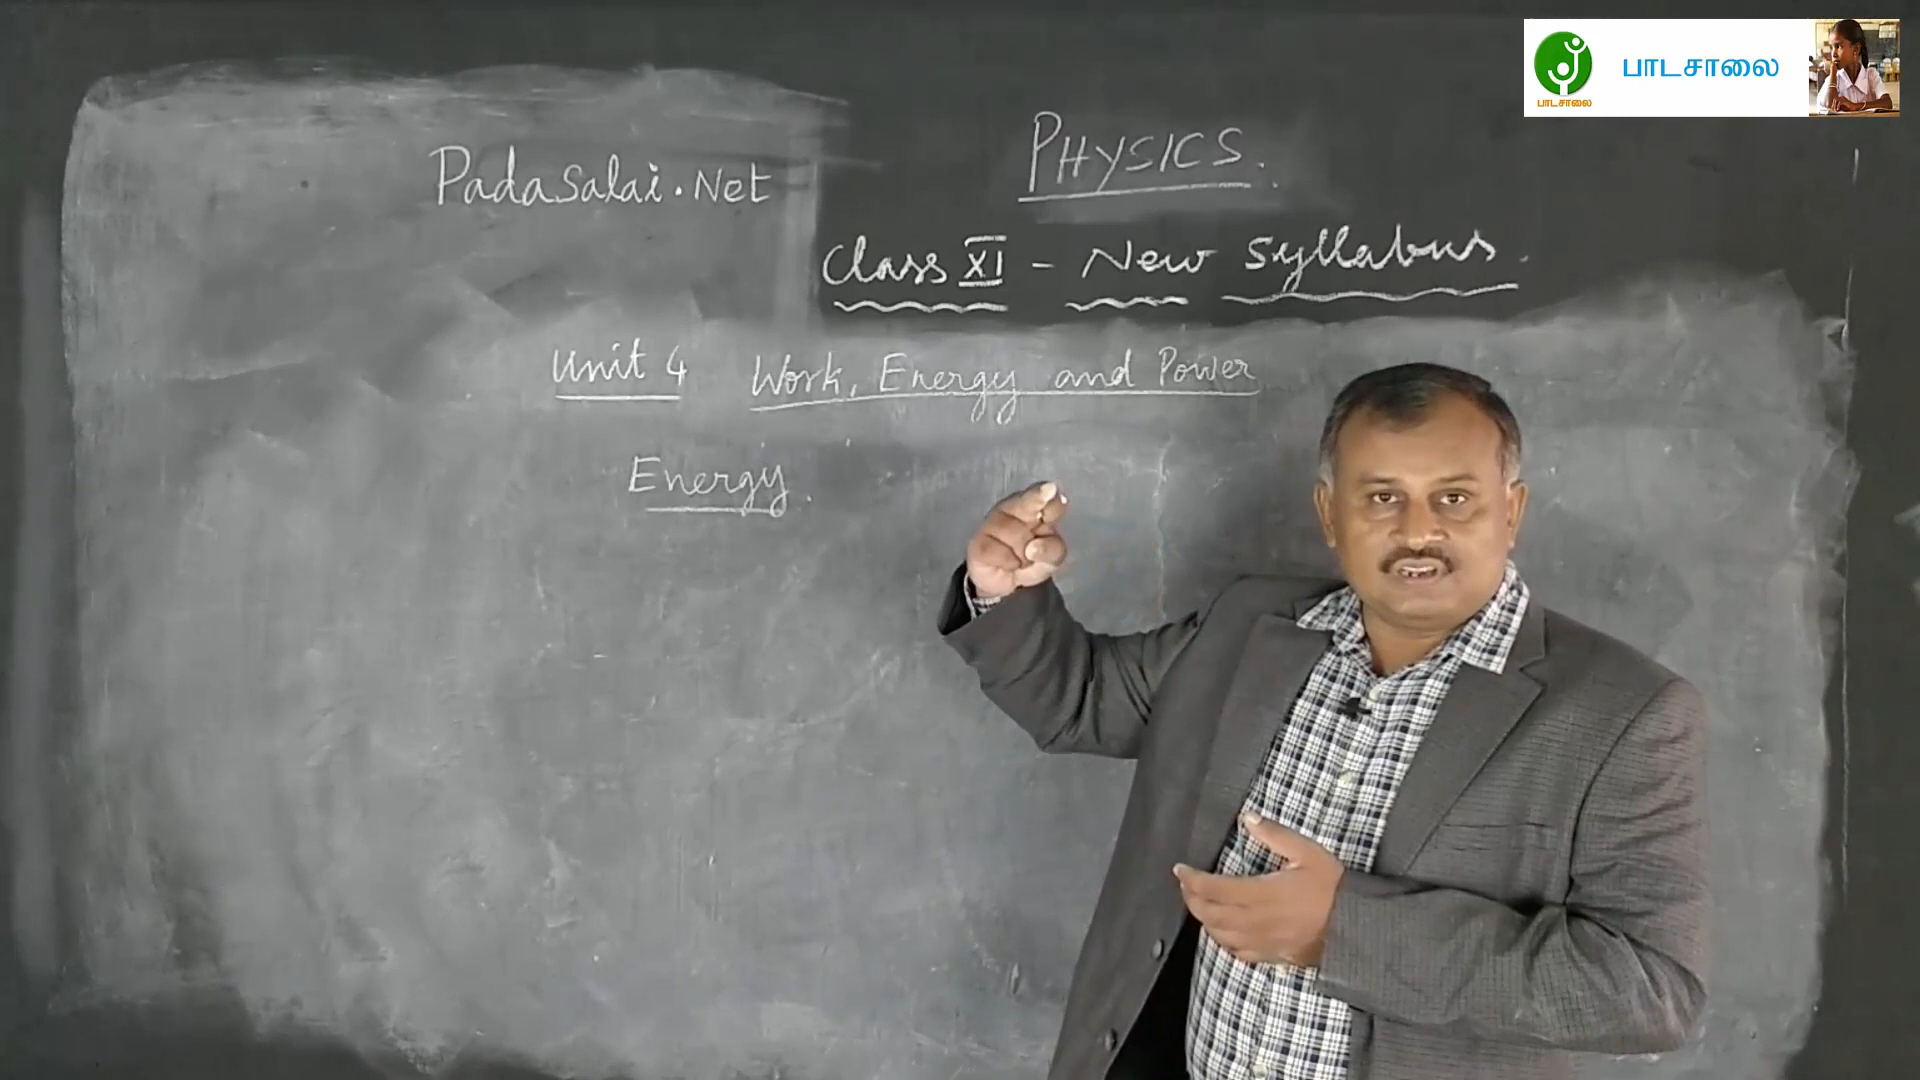 பாடசாலை
பாடசாலை
PHYSICS.
Padasalai.Net
Class XI - New Syllabus.
Unit 4 Work, Energy and Power
Energy.